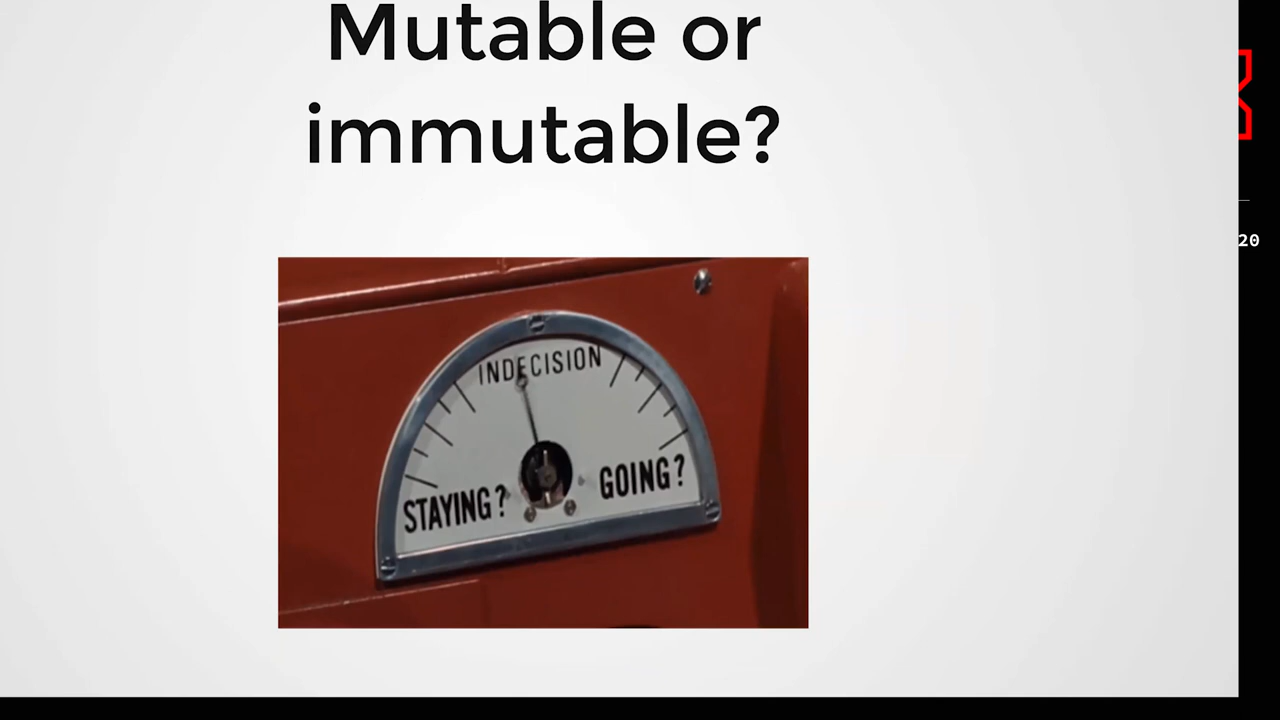 Mutable or
immutable?
20
INDECISION
STAYING?
GOING?